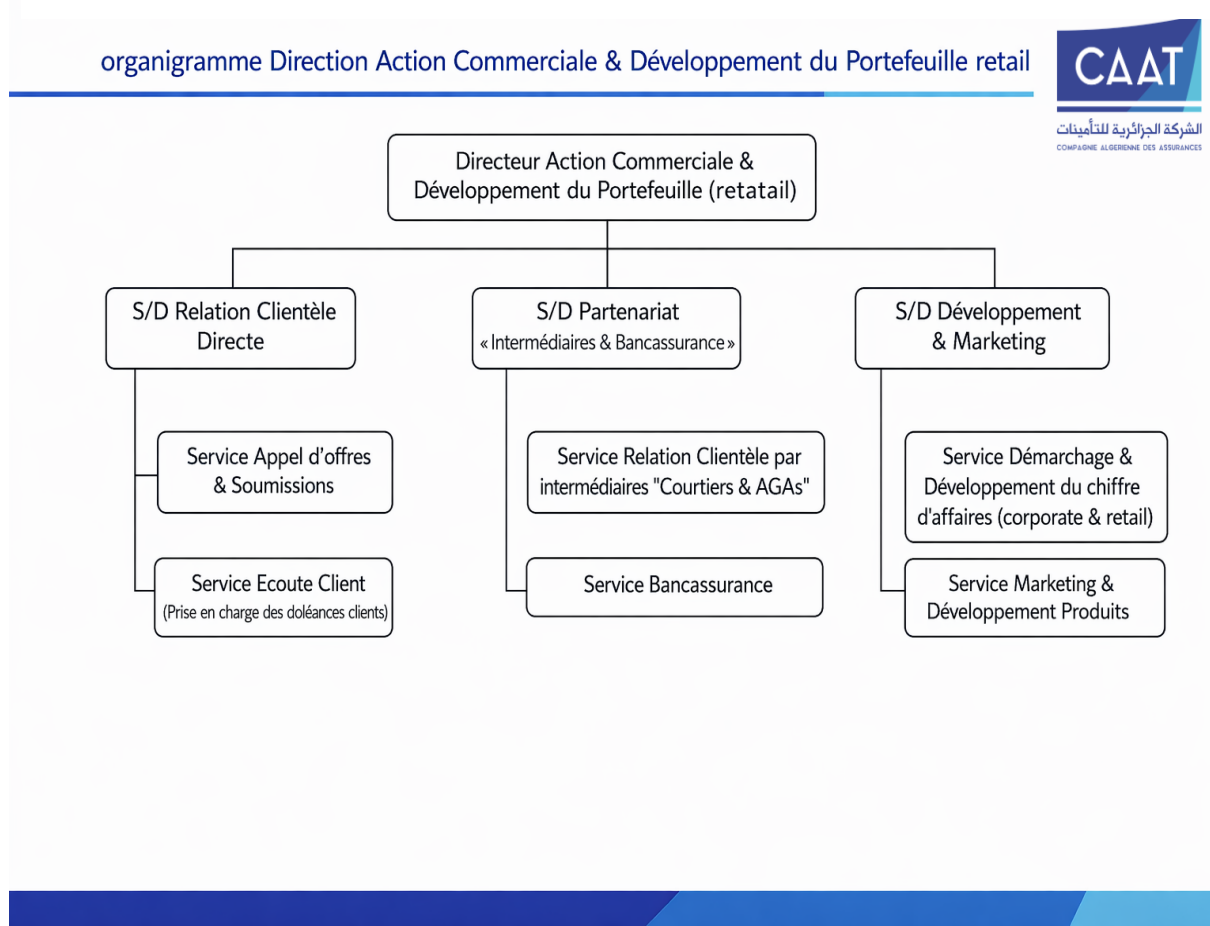 organigramme Direction Action Commerciale & Développement du Portefeuille retail
CAAT
الشركة الجزائرية للتأمينات
COMPAGNIE ALGERIENNE DES ASSURANCES
Directeur Action Commerciale &
Développement du Portefeuille (retatail)
S/D Relation Clientèle
Directe
S/D Partenariat
« Intermédiaires & Bancassurance »
S/D Développement
& Marketing
Service Appel d’offres
& Soumissions
Service Relation Clientèle par
intermédiaires "Courtiers & AGAs"
Service Démarchage &
Développement du chiffre
d'affaires (corporate & retail)
Service Ecoute Client
(Prise en charge des doléances clients)
Service Bancassurance
Service Marketing &
Développement Produits